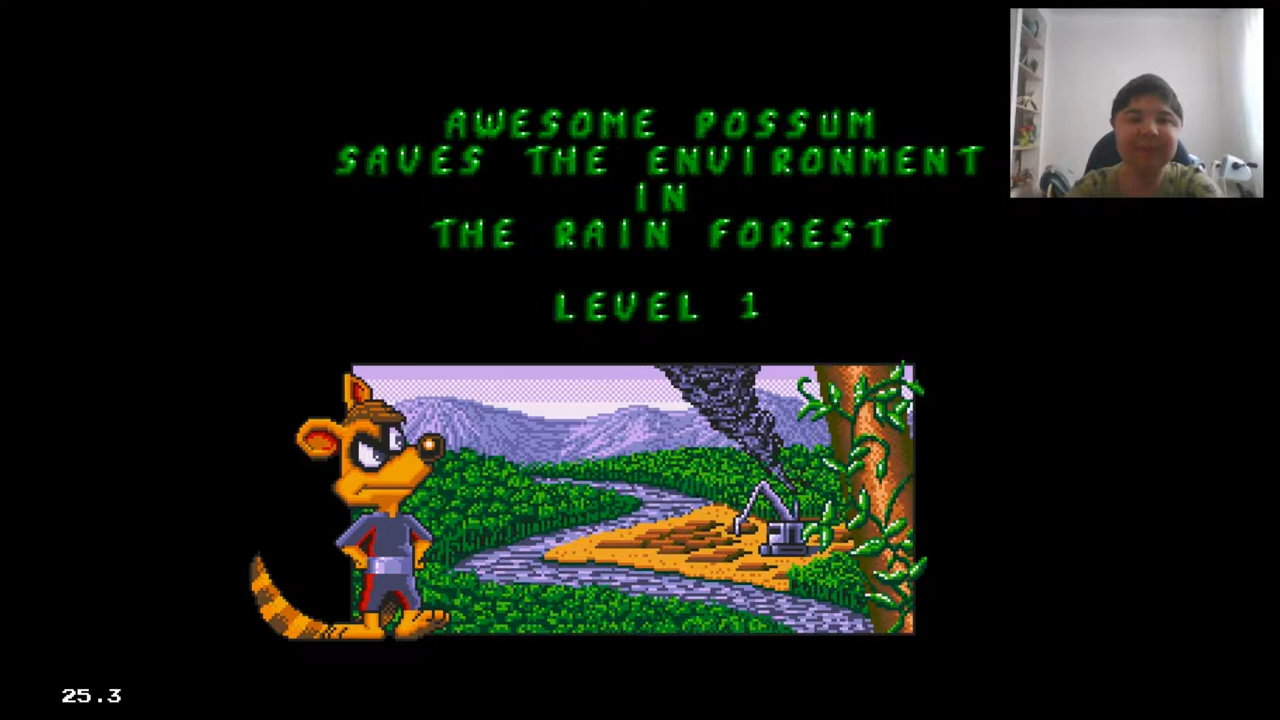 AWESOME POSSUM
SAVES THE ENVIRONMENT
IN
THE RAIN FOREST
LEVEL 1
25.3